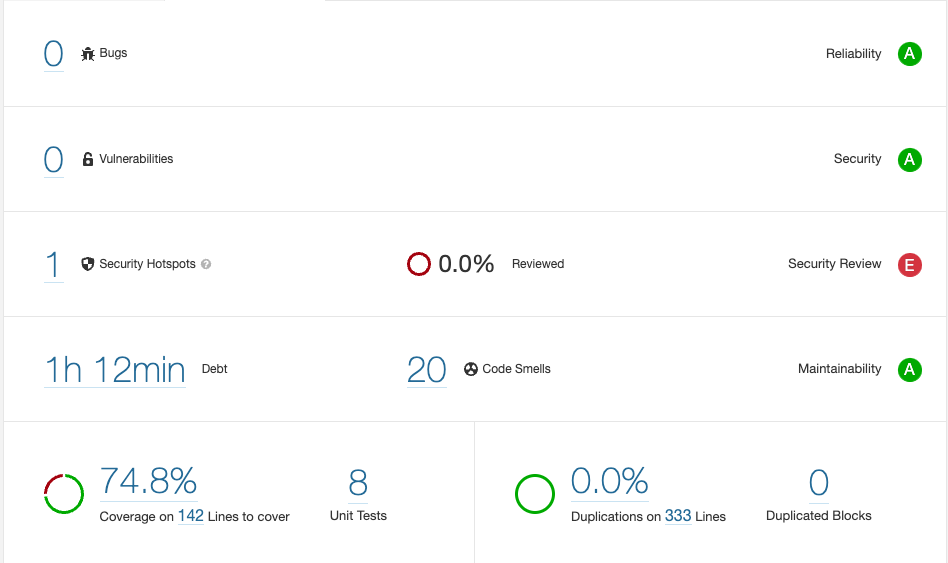 0 Bugs Reliability A
0 Vulnerabilities Security A
1 Security Hotspots ? 0.0% Reviewed Security Review E
1h 12min Debt 20 Code Smells Maintainability A
74.8% 8 0.0% 0
Coverage on 142 Lines to cover Unit Tests Duplications on 333 Lines Duplicated Blocks